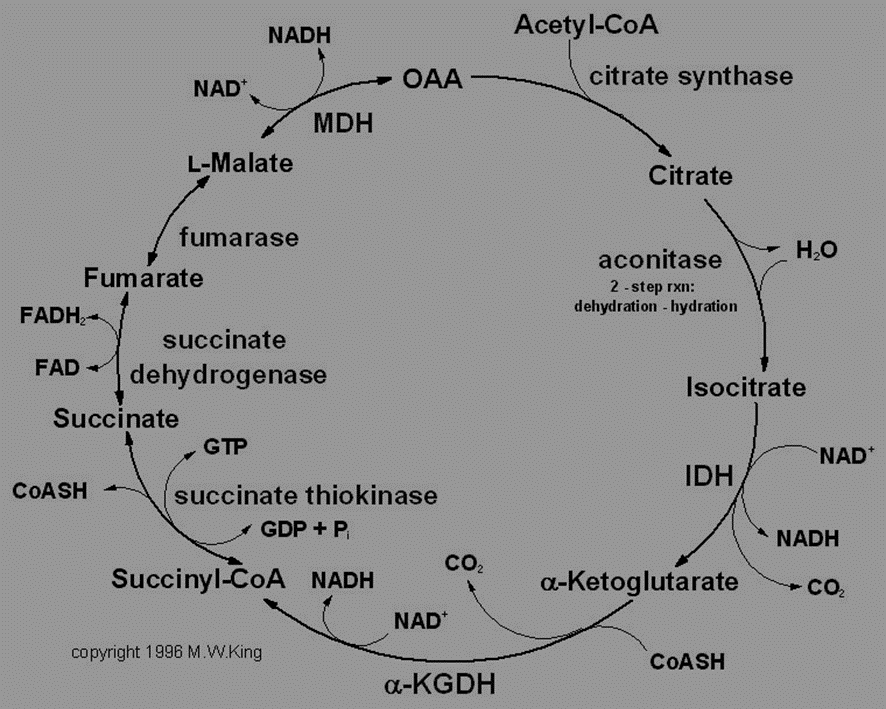 Acetyl-CoA
NADH
NAD⁺
OAA
citrate synthase
MDH
L-Malate
Citrate
fumarase
aconitase
2 - step rxn:
dehydration - hydration
H₂O
Fumarate
FADH₂
FAD
succinate
dehydrogenase
Isocitrate
Succinate
GTP
CoASH
succinate thiokinase
GDP + Pᵢ
IDH
NAD⁺
NADH
CO₂
Succinyl-CoA
NADH
NAD⁺
CO₂
α-Ketoglutarate
CoASH
α-KGDH
copyright 1996 M.W.King